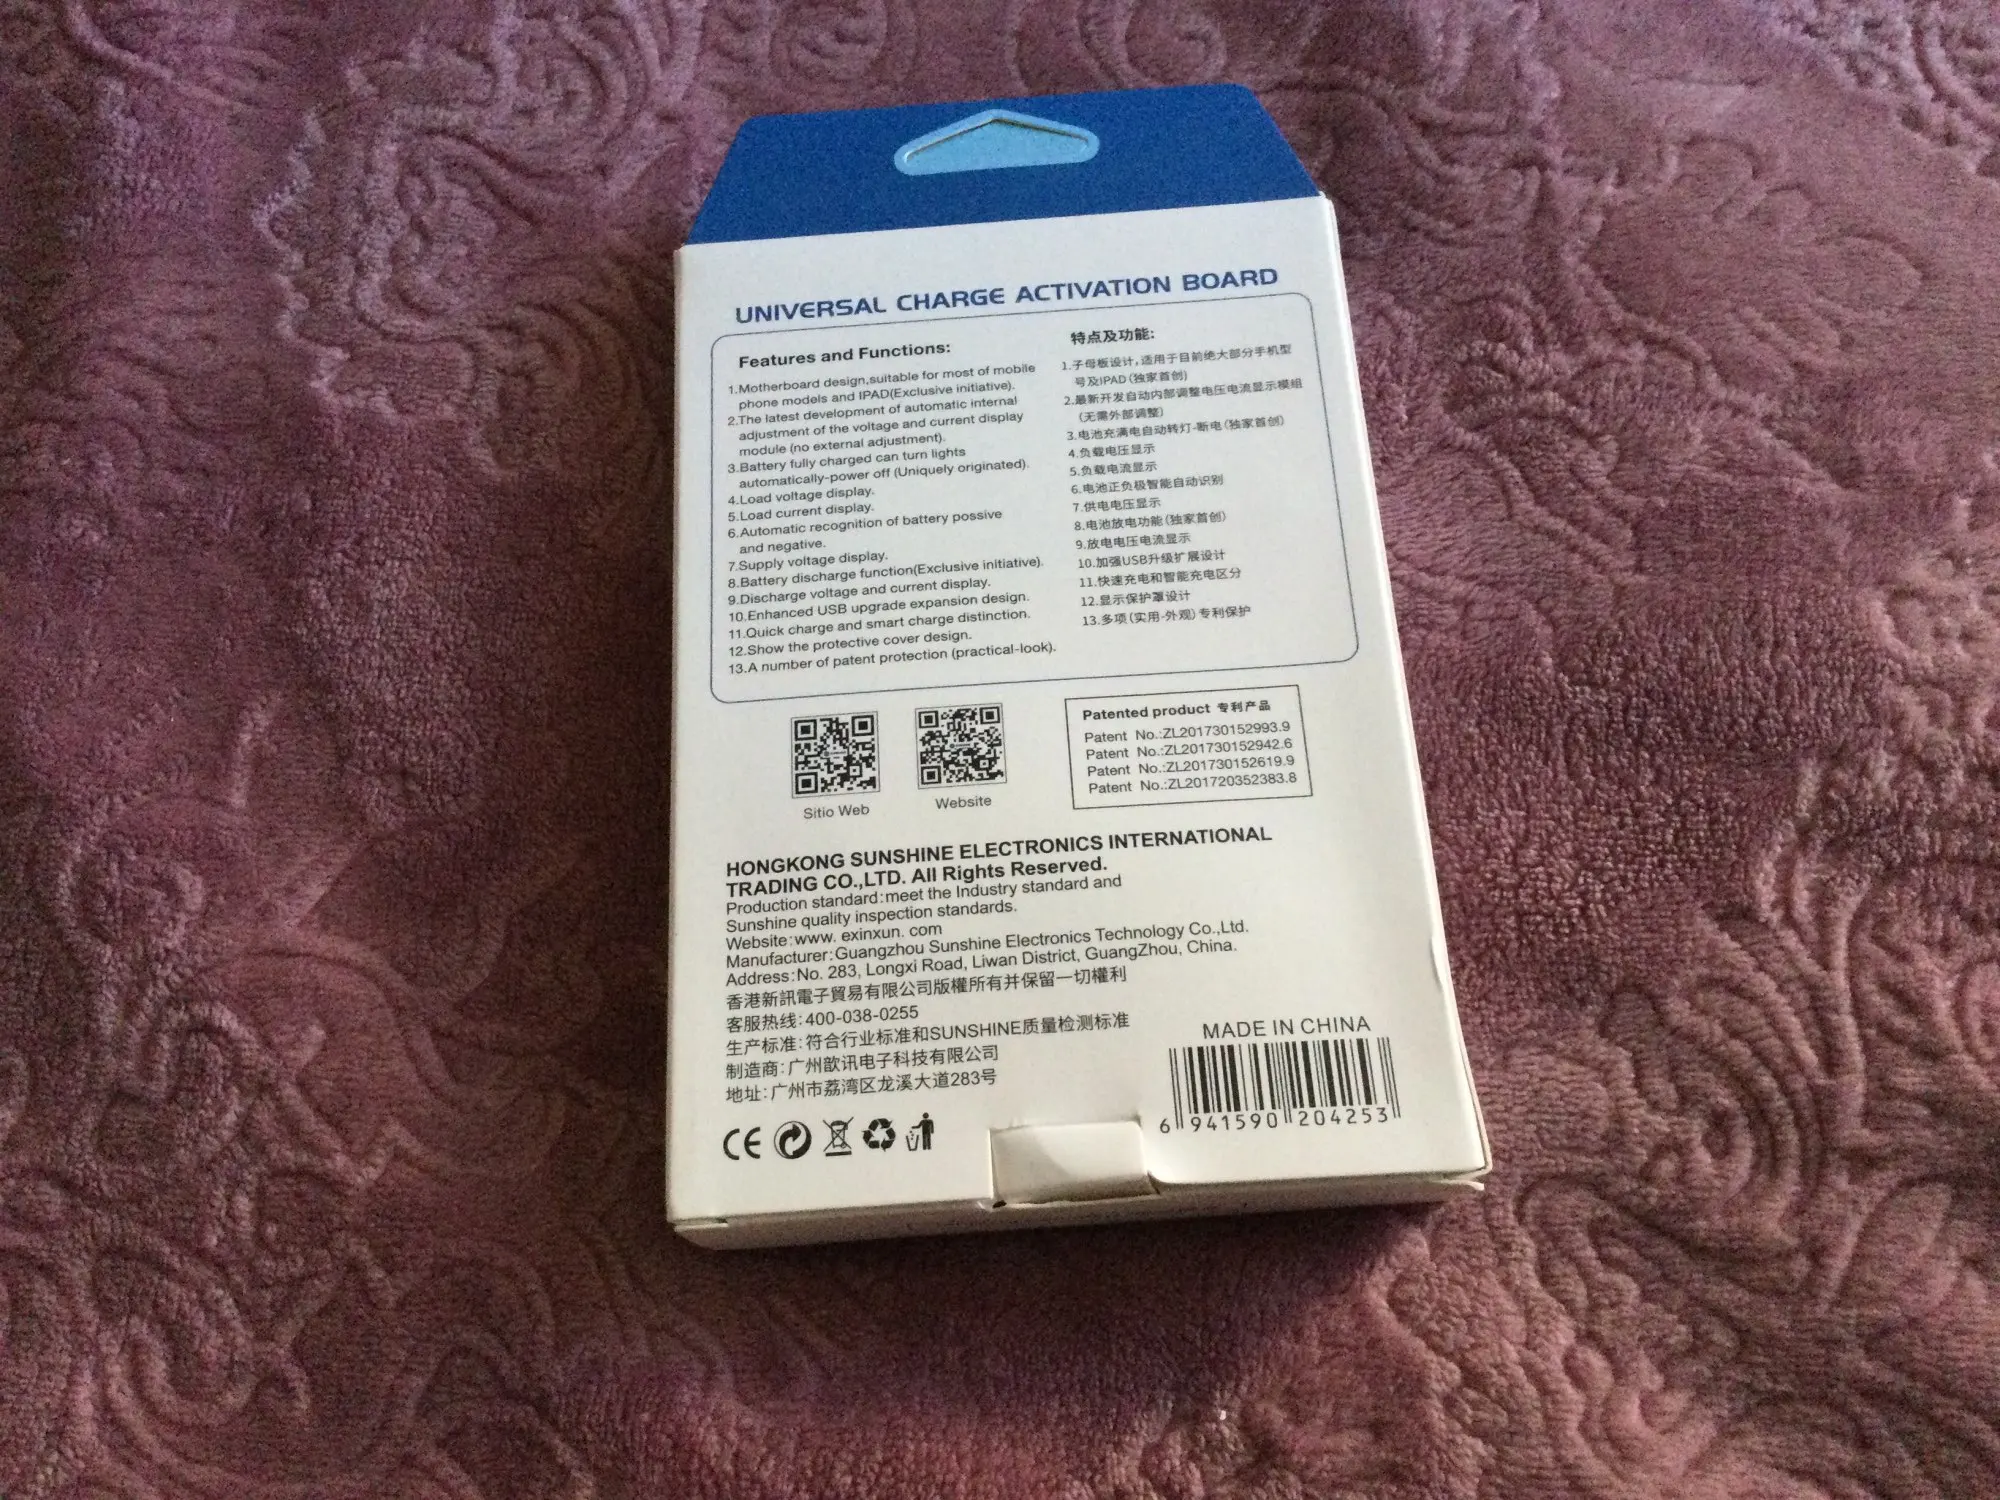 UNIVERSAL CHARGE ACTIVATION BOARD
Features and Functions:
1.Motherboard design,suitable for most of mobile
phone models and IPAD(Exclusive initiative).
2.The latest development of automatic internal
adjustment of the voltage and current display
module (no external adjustment).
3.Battery fully charged can turn lights
automatically-power off (Uniquely originated).
4.Load voltage display.
5.Load current display.
6.Automatic recognition of battery possive
and negative.
7.Supply voltage display.
8.Battery discharge function(Exclusive initiative).
9.Discharge voltage and current display.
10.Enhanced USB upgrade expansion design.
11.Quick charge and smart charge distinction.
12.Show the protective cover design.
13.A number of patent protection (practical-look).
特点及功能:
1.子母板设计,适用于目前绝大部分手机型
号及IPAD(独家首创)
2.最新开发自动内部调整电压电流显示模组
(无需外部调整)
3.电池充满电自动转灯-断电(独家首创)
4.负载电压显示
5.负载电流显示
6.电池正负极智能自动识别
7.供电电压显示
8.电池放电功能(独家首创)
9.放电电压电流显示
10.加强USB升级扩展设计
11.快速充电和智能充电区分
12.显示保护罩设计
13.多项(实用-外观)专利保护
Sitio Web
Website
Patented product 专利产品
Patent No.:ZL201730152993.9
Patent No.:ZL201730152942.6
Patent No.:ZL201730152619.9
Patent No.:ZL201720352383.8
HONGKONG SUNSHINE ELECTRONICS INTERNATIONAL
TRADING CO.,LTD. All Rights Reserved.
Production standard:meet the Industry standard and
Sunshine quality inspection standards.
Website:www. exinxun. com
Manufacturer:Guangzhou Sunshine Electronics Technology Co.,Ltd.
Address:No. 283, Longxi Road, Liwan District, GuangZhou, China.
香港新訊電子貿易有限公司版權所有并保留一切權利
客服热线:400-038-0255
生产标准:符合行业标准和SUNSHINE质量检测标准
制造商:广州歆讯电子科技有限公司
地址:广州市荔湾区龙溪大道283号
CE
MADE IN CHINA
6 941590 204253